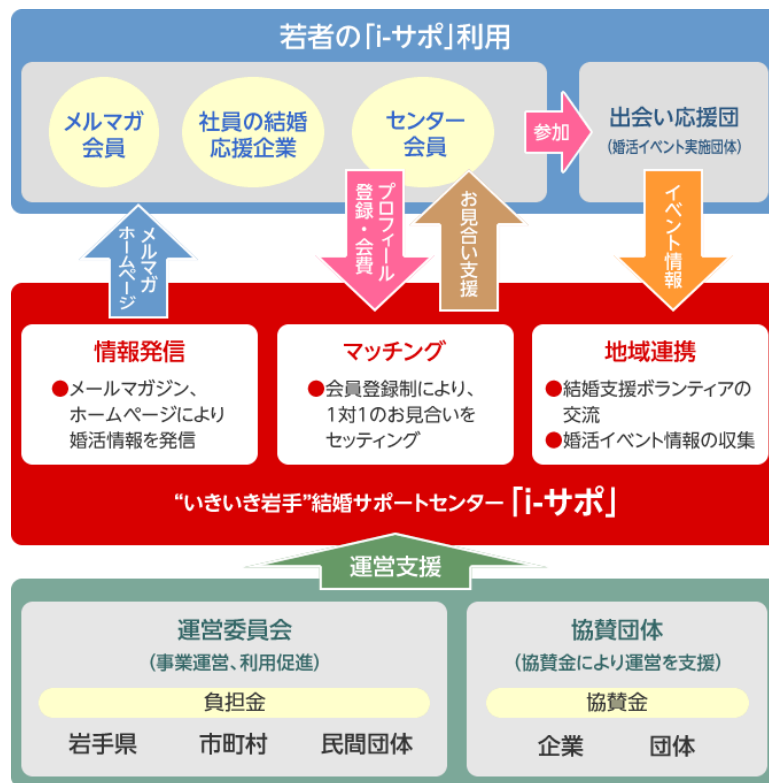 若者の「i-サポ」利用
メルマガ
会員
社員の結婚
応援企業
センター
会員
参加
出会い応援団
(婚活イベント実施団体)
メルマガ
ホームページ
プロフィール
登録・会費
お見合い支援
イベント情報
情報発信
●メールマガジン、
ホームページにより
婚活情報を発信
マッチング
●会員登録制により、
1対1のお見合いを
セッティング
地域連携
●結婚支援ボランティアの
交流
●婚活イベント情報の収集
“いきいき岩手”結婚サポートセンター「i-サポ」
運営支援
運営委員会
(事業運営、利用促進)
負担金
岩手県 市町村 民間団体
協賛団体
(協賛金により運営を支援)
協賛金
企業 団体